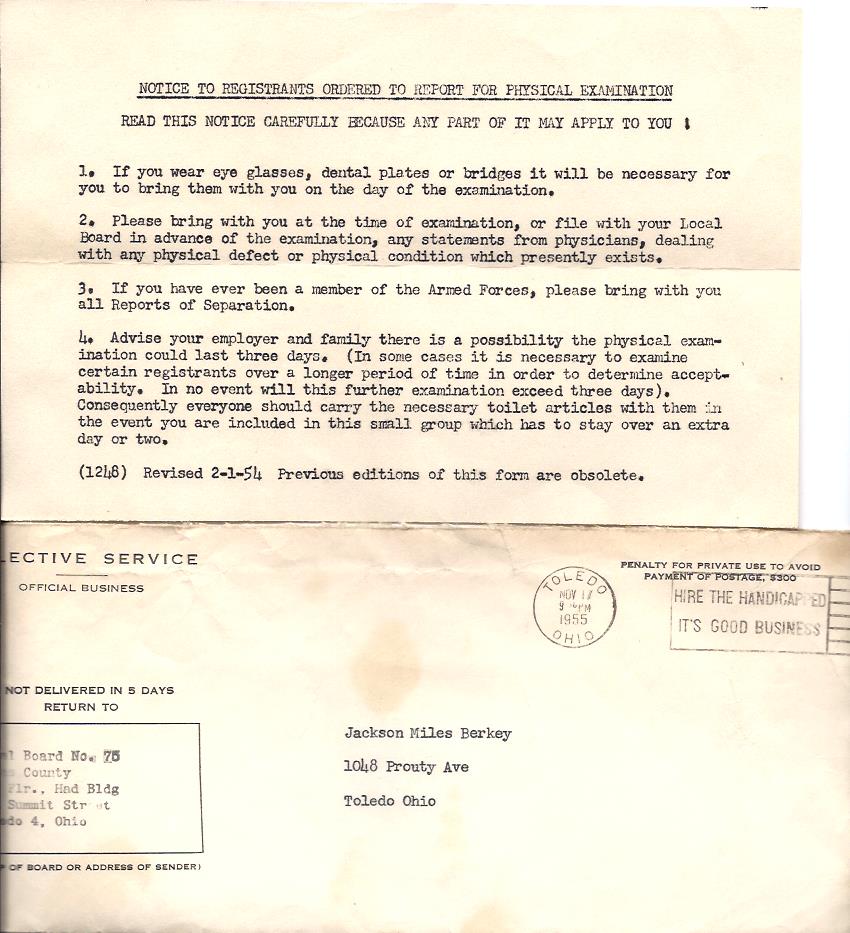 NOTICE TO REGISTRANTS ORDERED TO REPORT FOR PHYSICAL EXAMINATION
READ THIS NOTICE CAREFULLY BECAUSE ANY PART OF IT MAY APPLY TO YOU !
1. If you wear eye glasses, dental plates or bridges it will be necessary for
you to bring them with you on the day of the examination.
2. Please bring with you at the time of examination, or file with your Local
Board in advance of the examination, any statements from physicians, dealing
with any physical defect or physical condition which presently exists.
3. If you have ever been a member of the Armed Forces, please bring with you
all Reports of Separation.
4. Advise your employer and family there is a possibility the physical exam-
ination could last three days. (In some cases it is necessary to examine
certain registrants over a longer period of time in order to determine accept-
ability. In no event will this further examination exceed three days).
Consequently everyone should carry the necessary toilet articles with them in
the event you are included in this small group which has to stay over an extra
day or two.
(1248) Revised 2-1-54 Previous editions of this form are obsolete.
LECTIVE SERVICE
OFFICIAL BUSINESS
PENALTY FOR PRIVATE USE TO AVOID
PAYMENT OF POSTAGE, $300
TOLEDO
NOV 17
PM
1955
OHIO
HIRE THE HANDICAPPED
IT'S GOOD BUSINESS
NOT DELIVERED IN 5 DAYS
RETURN TO
Board No. 75
County
Flr., Had Bldg
Summit Street
do 4, Ohio
OF BOARD OR ADDRESS OF SENDER)
Jackson Miles Berkey
1048 Prouty Ave
Toledo Ohio